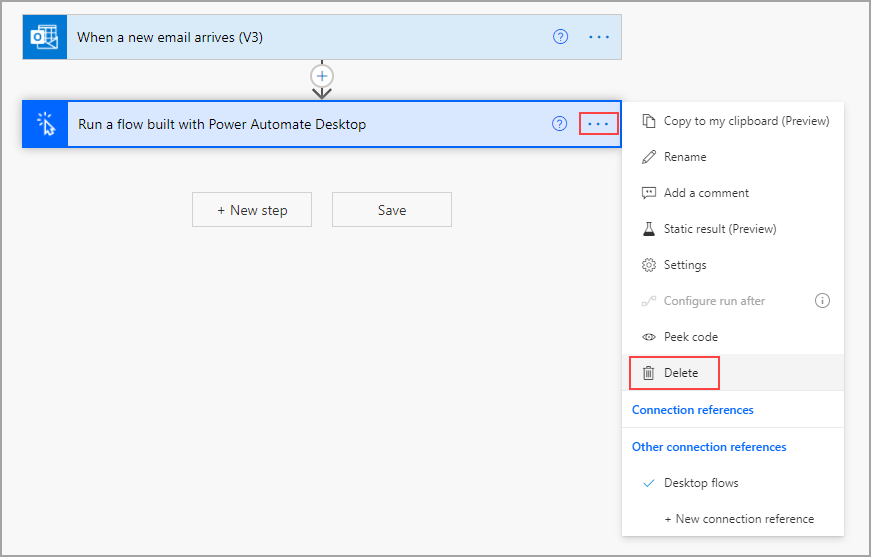 When a new email arrives (V3)
Run a flow built with Power Automate Desktop
+ New step
Save
Copy to my clipboard (Preview)
Rename
Add a comment
Static result (Preview)
Settings
Configure run after
Peek code
Delete
Connection references
Other connection references
Desktop flows
+ New connection reference